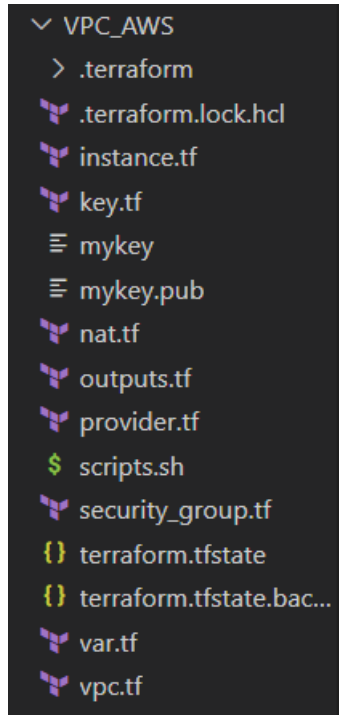 VPC_AWS
.terraform
.terraform.lock.hcl
instance.tf
key.tf
mykey
mykey.pub
nat.tf
outputs.tf
provider.tf
$ scripts.sh
security_group.tf
{} terraform.tfstate
{} terraform.tfstate.bac...
var.tf
vpc.tf